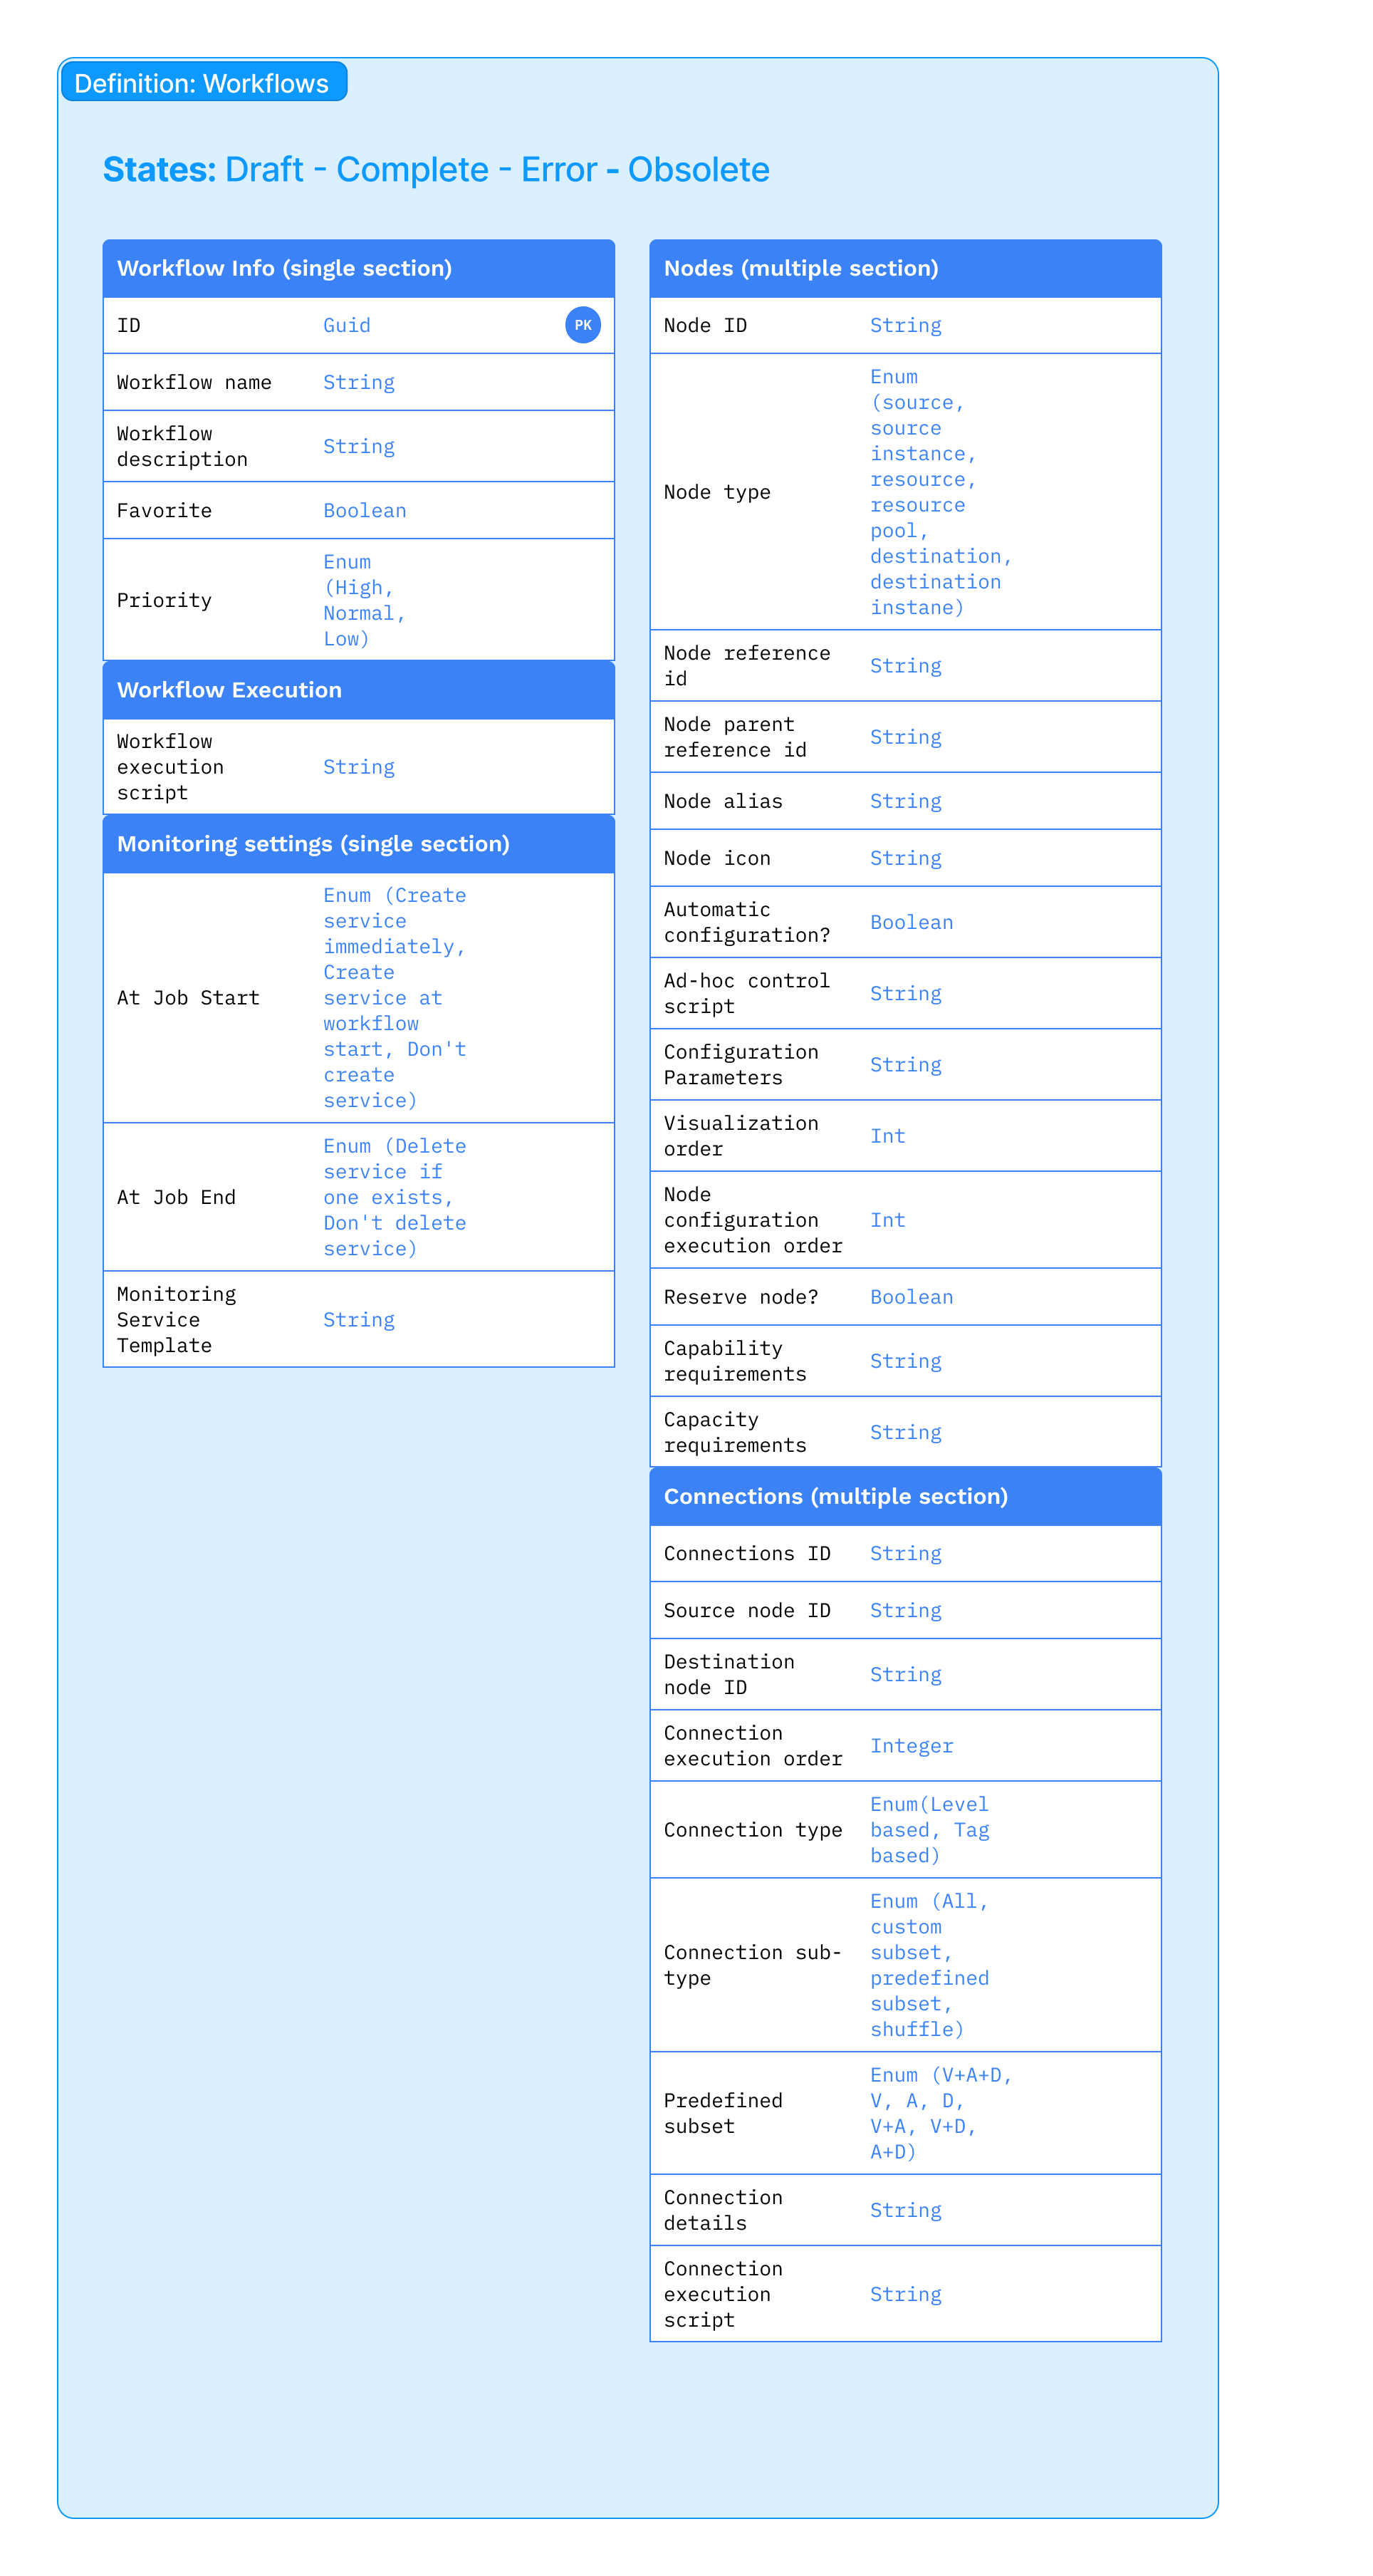 Definition: Workflows
States: Draft - Complete - Error - Obsolete
Workflow Info (single section)
ID Guid PK
Workflow name String
Workflow
description
String
Favorite Boolean
Priority
Enum
(High,
Normal,
Low)
Workflow Execution
Workflow
execution
script
String
Monitoring settings (single section)
At Job Start
Enum (Create
service
immediately,
Create
service at
workflow
start, Don't
create
service)
At Job End
Enum (Delete
service if
one exists,
Don't delete
service)
Monitoring
Service
Template
String
Nodes (multiple section)
Node ID String
Node type
Enum
(source,
source
instance,
resource,
resource
pool,
destination,
destination
instane)
Node reference
id
String
Node parent
reference id
String
Node alias String
Node icon String
Automatic
configuration?
Boolean
Ad-hoc control
script
String
Configuration
Parameters
String
Visualization
order
Int
Node
configuration
execution order
Int
Reserve node? Boolean
Capability
requirements
String
Capacity
requirements
String
Connections (multiple section)
Connections ID String
Source node ID String
Destination
node ID
String
Connection
execution order
Integer
Connection type
Enum(Level
based, Tag
based)
Connection sub-
type
Enum (All,
custom
subset,
predefined
subset,
shuffle)
Predefined
subset
Enum (V+A+D,
V, A, D,
V+A, V+D,
A+D)
Connection
details
String
Connection
execution
script
String